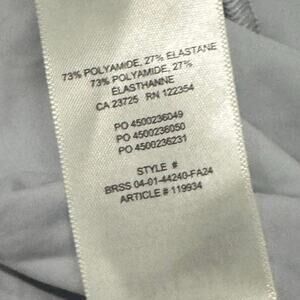 73% POLYAMIDE, 27% ELASTANE
73% POLYAMIDE, 27%
ÉLASTHANNE
CA 23725 RN 122354
PO 4500236049
PO 4500236050
PO 4500236231
STYLE #
BRSS 04-01-44240-FA24
ARTICLE # 119934